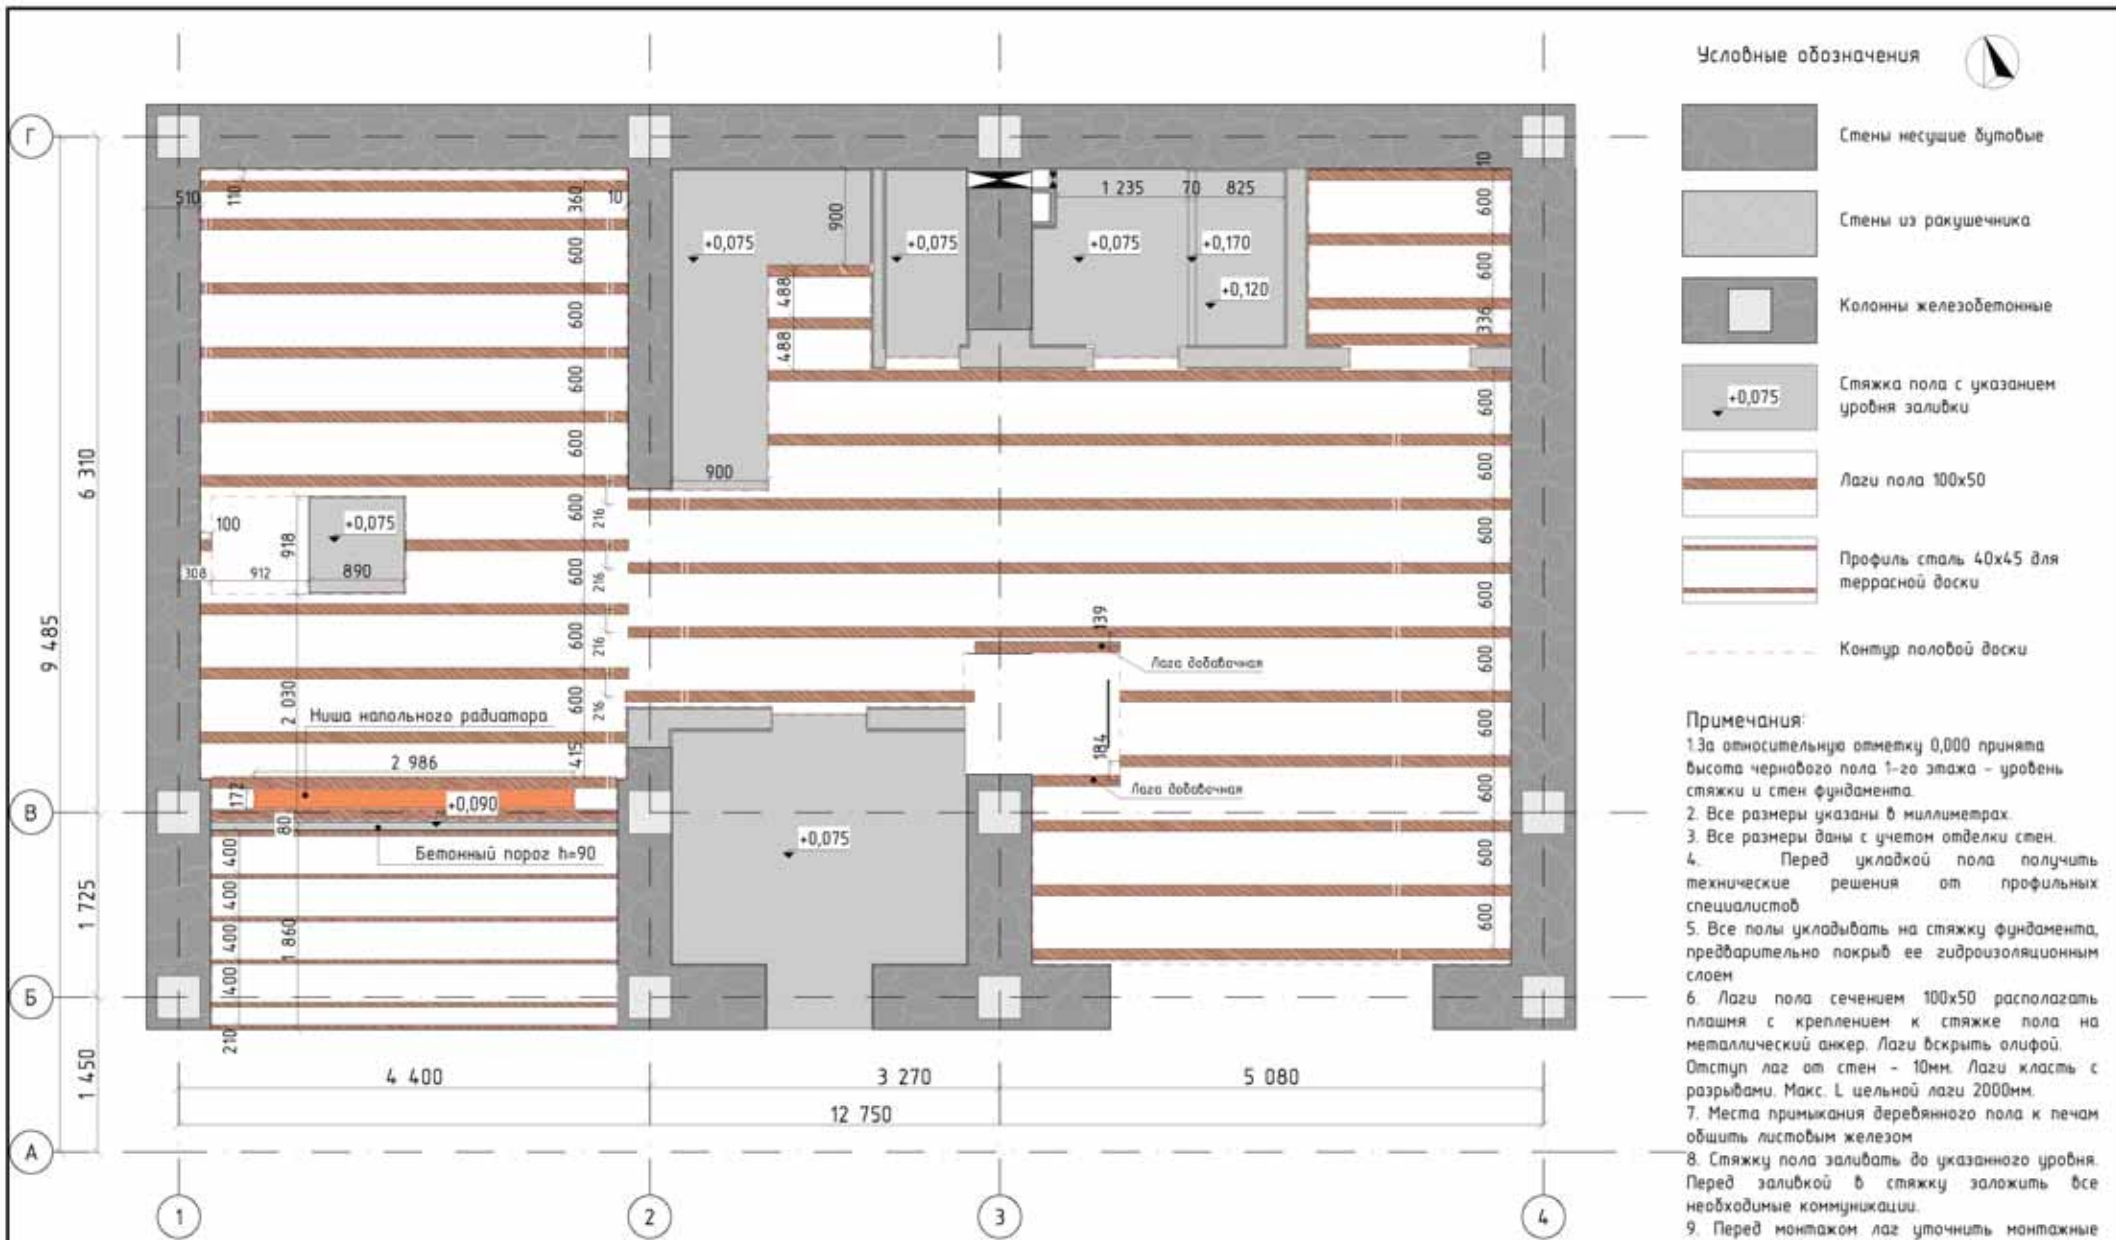 Условные обозначения
Стены несущие бутовые
Стены из ракушечника
Колонны железобетонные
+0,075
Стяжка пола с указанием
уровня заливки
Лаги пола 100х50
Профиль сталь 40х45 для
террасной доски
Контур половой доски
Примечания:
1.За относительную отметку 0,000 принята
высота чернового пола 1-го этажа - уровень
стяжки и стен фундамента.
2. Все размеры указаны в миллиметрах.
3. Все размеры даны с учетом отделки стен.
4. Перед укладкой пола получить
технические решения от профильных
специалистов
5. Все полы укладывать на стяжку фундамента,
предварительно покрыв ее гидроизоляционным
слоем
6. Лаги пола сечением 100х50 располагать
плашмя с креплением к стяжке пола на
металлический анкер. Лаги вскрыть олифой.
Отступ лаг от стен - 10мм. Лаги класть с
разрывами. Макс. L цельной лаги 2000мм.
7. Места примыкания деревянного пола к печам
обшить листовым железом
8. Стяжку пола заливать до указанного уровня.
Перед заливкой в стяжку заложить все
необходимые коммуникации.
9. Перед монтажом лаг уточнить монтажные
Г
В
Б
А
1
2
3
4
6 310
9 485
1 725
1 450
4 400
3 270
5 080
12 750
510
110
360
10
600
600
600
600
600
600
600
600
415
216
216
216
216
100
308
912
890
918
+0,075
2 030
Ниша напольного радиатора
2 986
172
+0,090
80
Бетонный порог h=90
400
400
400
400
210
1 860
+0,075
900
488
488
900
+0,075
1 235
70
825
+0,075
+0,170
+0,120
10
600
600
336
600
600
600
600
600
600
600
600
600
139
Лага добавочная
184
Лага добавочная
+0,075